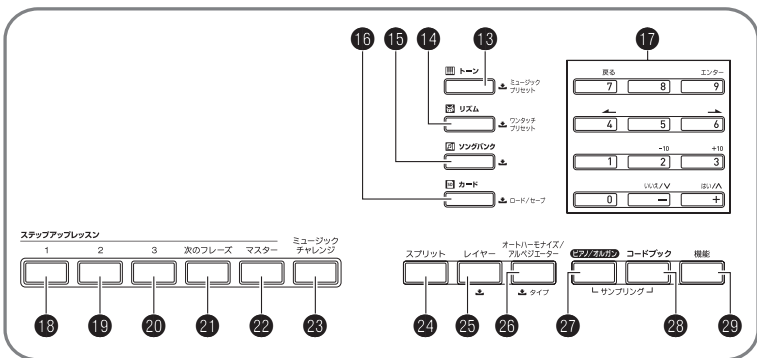 16 15 14 13 17
トーン
ミュージック
プリセット
リズム
ワンタッチ
プリセット
ソングバンク
カード
ロード/セーブ
戻る エンター
7 8 9
4 5 6
-10 +10
1 2 3
いいえ/∨ はい/∧
0 − +
ステップアップレッスン
1 2 3 次のフレーズ マスター
ミュージック
チャレンジ
スプリット レイヤー
オートハーモナイズ/
アルペジエーター
タイプ
ピアノ/オルガン コードブック 機能
サンプリング
18 19 20 21 22 23 24 25 26 27 28 29